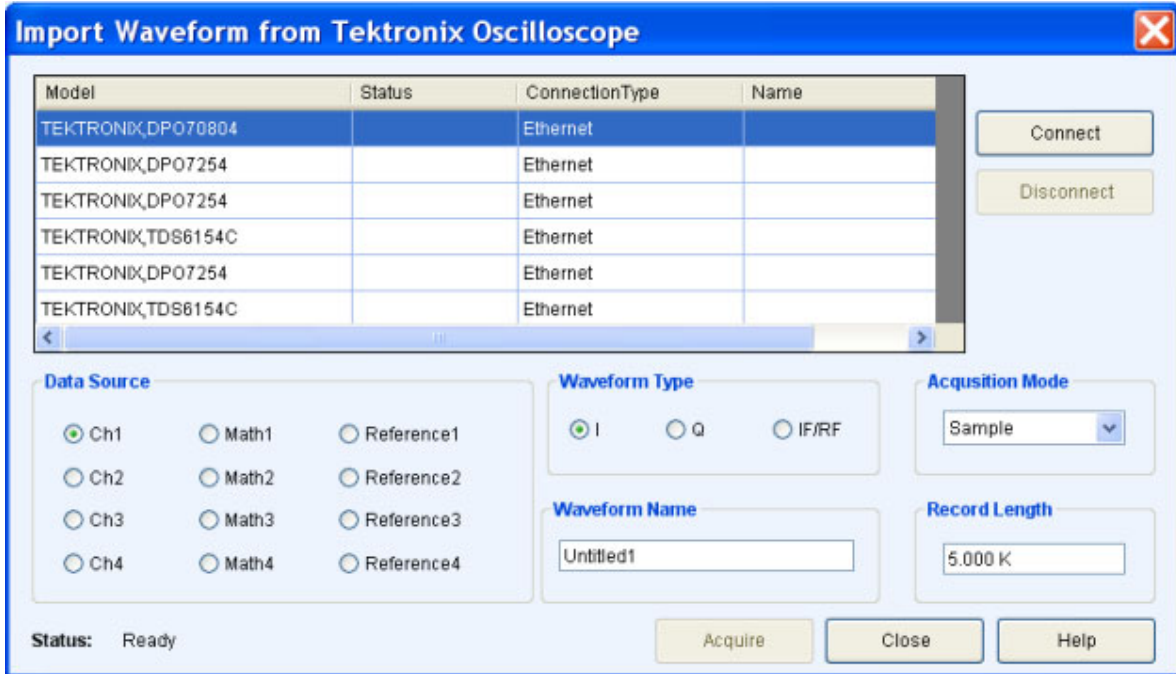 Import Waveform from Tektronix Oscilloscope
Model Status ConnectionType Name
TEKTRONIX,DPO70804 Ethernet
TEKTRONIX,DPO7254 Ethernet
TEKTRONIX,DPO7254 Ethernet
TEKTRONIX,TDS6154C Ethernet
TEKTRONIX,DPO7254 Ethernet
TEKTRONIX,TDS6154C Ethernet
Connect
Disconnect
Data Source
Ch1 Math1 Reference1
Ch2 Math2 Reference2
Ch3 Math3 Reference3
Ch4 Math4 Reference4
Waveform Type
I Q IF/RF
Acqusition Mode
Sample
Waveform Name
Untitled1
Record Length
5.000 K
Status: Ready
Acquire Close Help